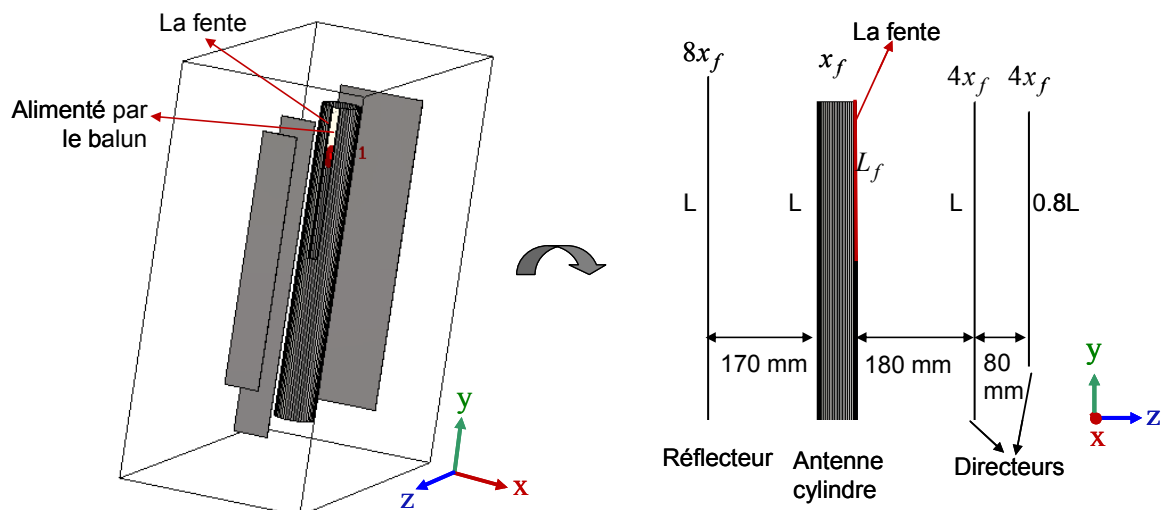 La fente
Alimenté par
le balun
1
y
x
z
La fente
8x_f
x_f
4x_f
4x_f
L_f
L
L
L
0.8L
170 mm
180 mm
80
mm
y
x
z
Réflecteur
Antenne
cylindre
Directeurs